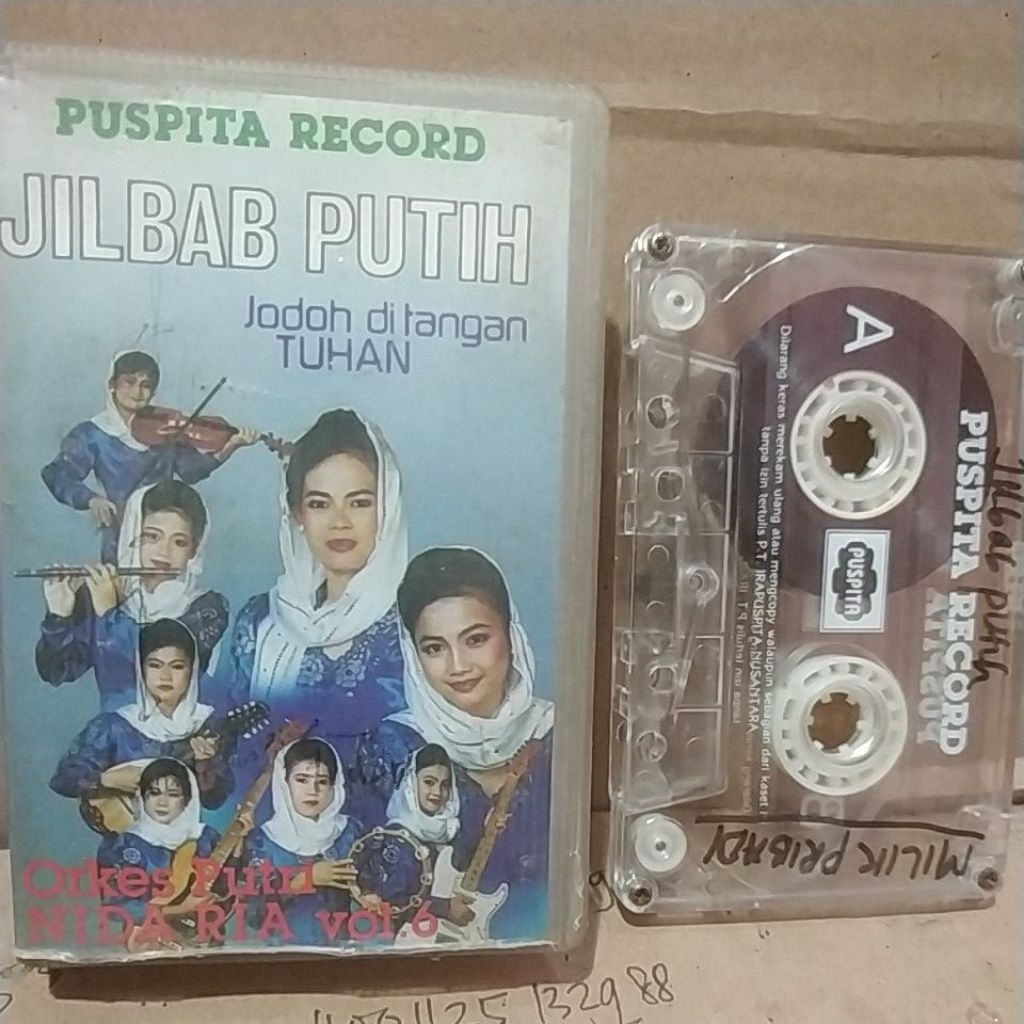 PUSPITA RECORD
JILBAB PUTIH
Jodoh di tangan
TUHAN
Orkes Putri
NIDA RIA vol.6
A
PUSPITA RECORD
Jilbab putih
PUSPITA
Dilarang keras merekam ulang atau mengcopy walaupun sebagian dari kaset
tanpa izin tertulis P.T. IRAPUSPITA NUSANTARA
MILIK PRIBADI